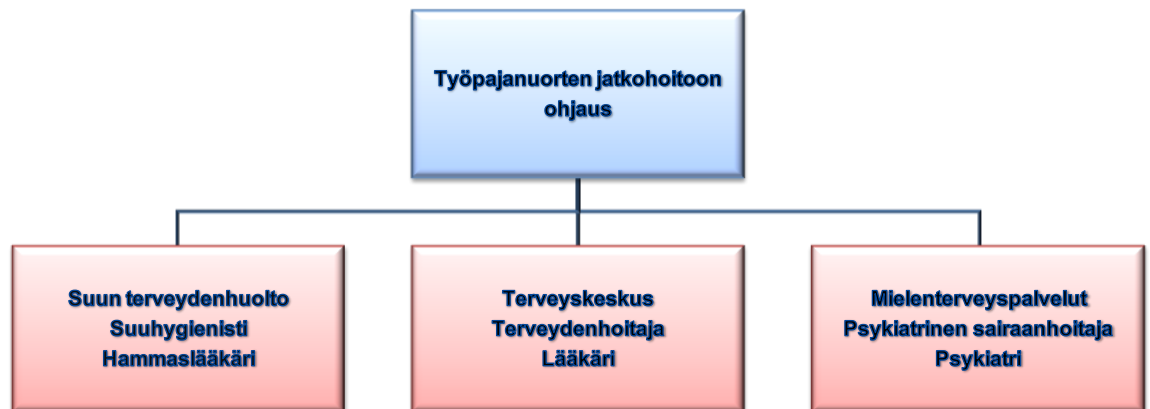 Työpajanuorten jatkohoitoon
ohjaus
Suun terveydenhuolto
Suuhygienisti
Hammaslääkäri
Terveyskeskus
Terveydenhoitaja
Lääkäri
Mielenterveyspalvelut
Psykiatrinen sairaanhoitaja
Psykiatri